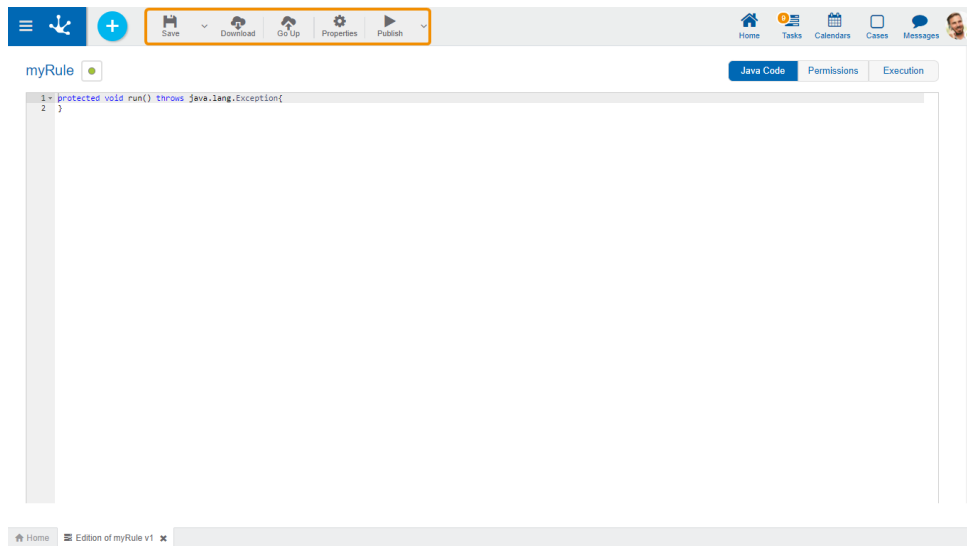 Save Download Go Up Properties Publish
Home 0 Tasks Calendars Cases Messages
myRule
Java Code Permissions Execution
1 protected void run() throws java.lang.Exception{
2 }
Home Edition of myRule v1